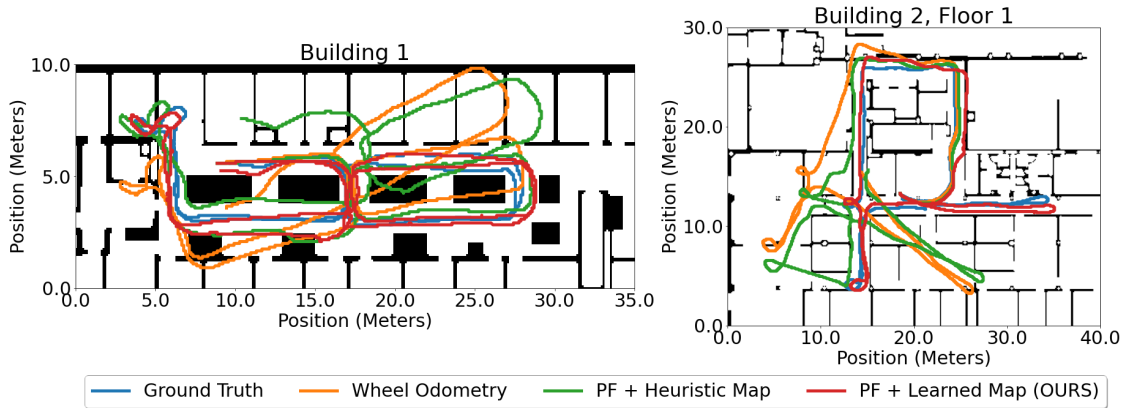 Building 1
10.0
5.0
0.0
Position (Meters)
0.0 5.0 10.0 15.0 20.0 25.0 30.0 35.0
Position (Meters)
Building 2, Floor 1
30.0
20.0
10.0
0.0
Position (Meters)
0.0 10.0 20.0 30.0 40.0
Position (Meters)
Ground Truth Wheel Odometry PF + Heuristic Map PF + Learned Map (OURS)